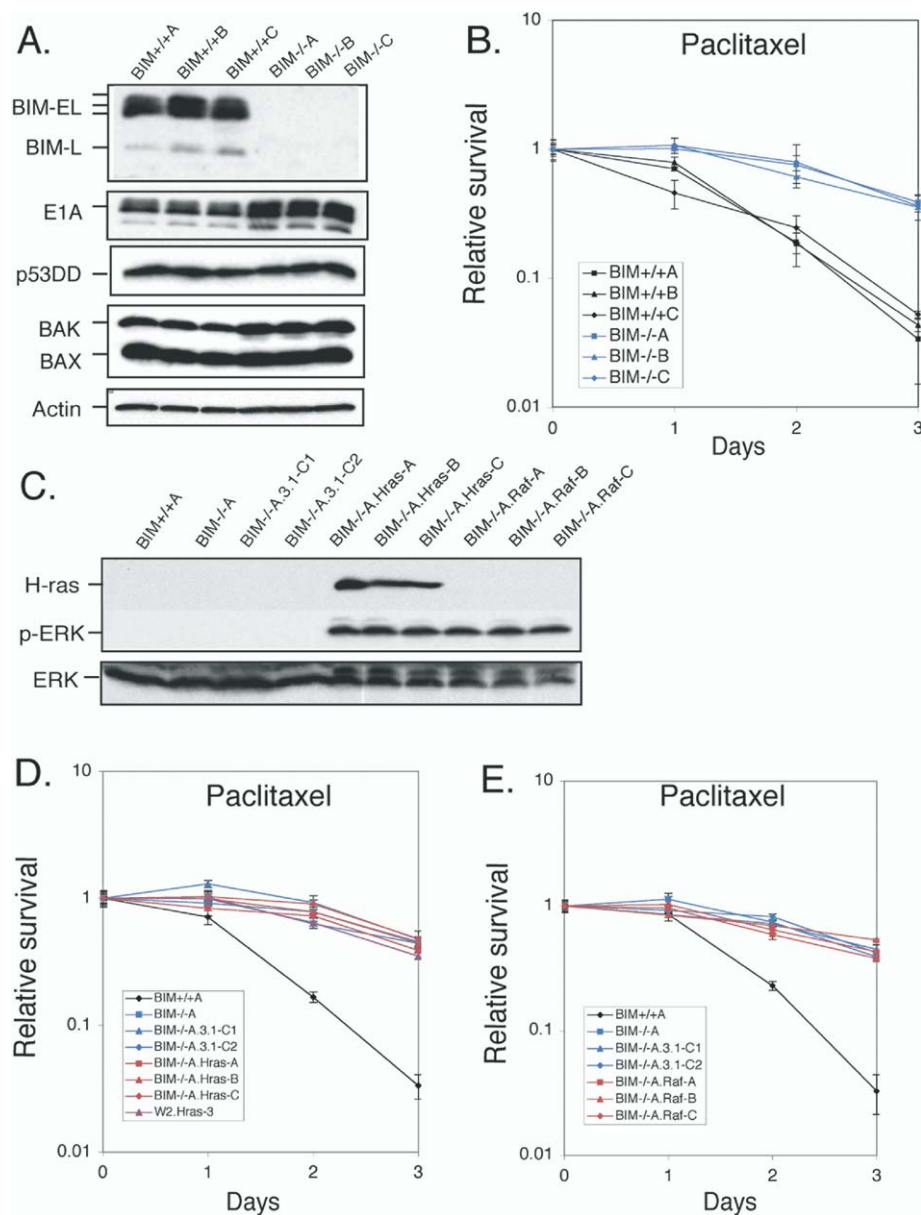 A.
BIM+/+A BIM+/+B BIM+/+C BIM-/-A BIM-/-B BIM-/-C
BIM-EL
BIM-L
E1A
p53DD
BAK
BAX
Actin
B.
Paclitaxel
10
1
0.1
0.01
Relative survival
BIM+/+A
BIM+/+B
BIM+/+C
BIM-/-A
BIM-/-B
BIM-/-C
0 1 2 3
Days
C.
BIM+/+A BIM-/-A BIM-/-A.3.1-C1 BIM-/-A.3.1-C2 BIM-/-A.Hras-A BIM-/-A.Hras-B BIM-/-A.Hras-C BIM-/-A.Raf-A BIM-/-A.Raf-B BIM-/-A.Raf-C
H-ras
p-ERK
ERK
D.
Paclitaxel
10
1
0.1
0.01
Relative survival
BIM+/+A
BIM-/-A
BIM-/-A.3.1-C1
BIM-/-A.3.1-C2
BIM-/-A.Hras-A
BIM-/-A.Hras-B
BIM-/-A.Hras-C
W2.Hras-3
0 1 2 3
Days
E.
Paclitaxel
10
1
0.1
0.01
Relative survival
BIM+/+A
BIM-/-A
BIM-/-A.3.1-C1
BIM-/-A.3.1-C2
BIM-/-A.Raf-A
BIM-/-A.Raf-B
BIM-/-A.Raf-C
0 1 2 3
Days